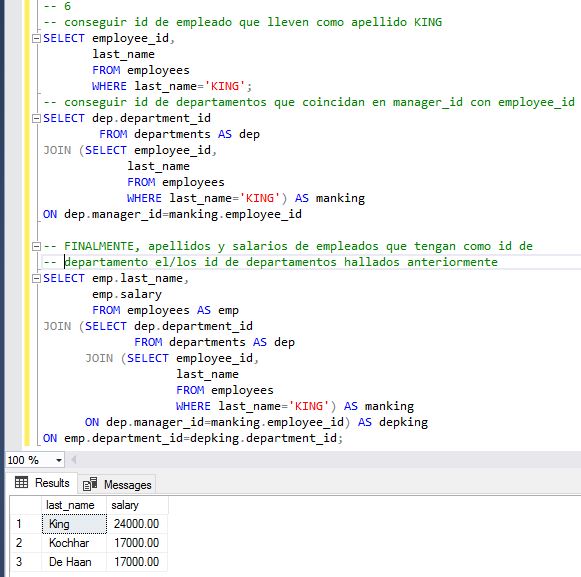 -- 6
-- conseguir id de empleado que lleven como apellido KING
SELECT employee_id,
last_name
FROM employees
WHERE last_name='KING';
-- conseguir id de departamentos que coincidan en manager_id con employee_id
SELECT dep.department_id
FROM departments AS dep
JOIN (SELECT employee_id,
last_name
FROM employees
WHERE last_name='KING') AS manking
ON dep.manager_id=manking.employee_id
-- FINALMENTE, apellidos y salarios de empleados que tengan como id de
-- departamento el/los id de departamentos hallados anteriormente
SELECT emp.last_name,
emp.salary
FROM employees AS emp
JOIN (SELECT dep.department_id
FROM departments AS dep
JOIN (SELECT employee_id,
last_name
FROM employees
WHERE last_name='KING') AS manking
ON dep.manager_id=manking.employee_id) AS depking
ON emp.department_id=depking.department_id;
100 %
Results Messages
last_name salary
1 King 24000.00
2 Kochhar 17000.00
3 De Haan 17000.00